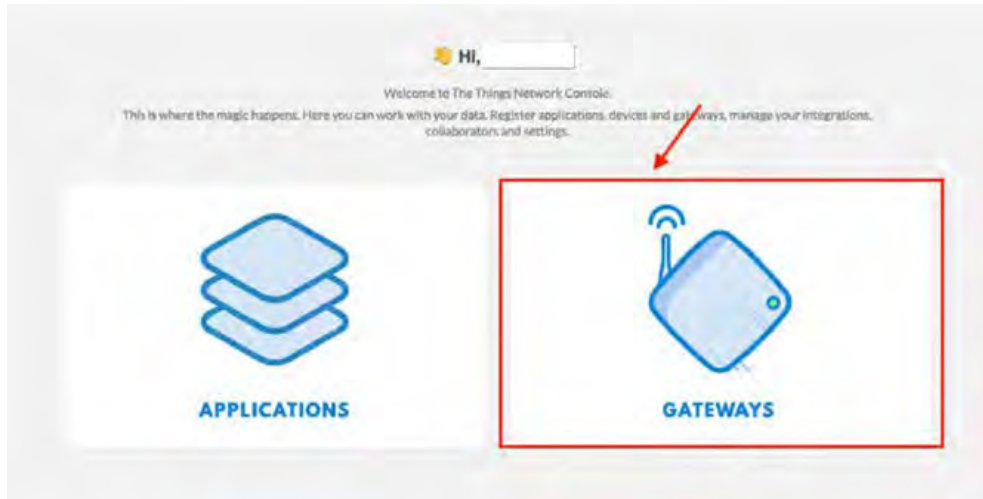 👋 Hi,
Welcome to The Things Network Console.
This is where the magic happens. Here you can work with your data. Register applications, devices and gateways, manage your integrations,
collaborators and settings.
APPLICATIONS
GATEWAYS